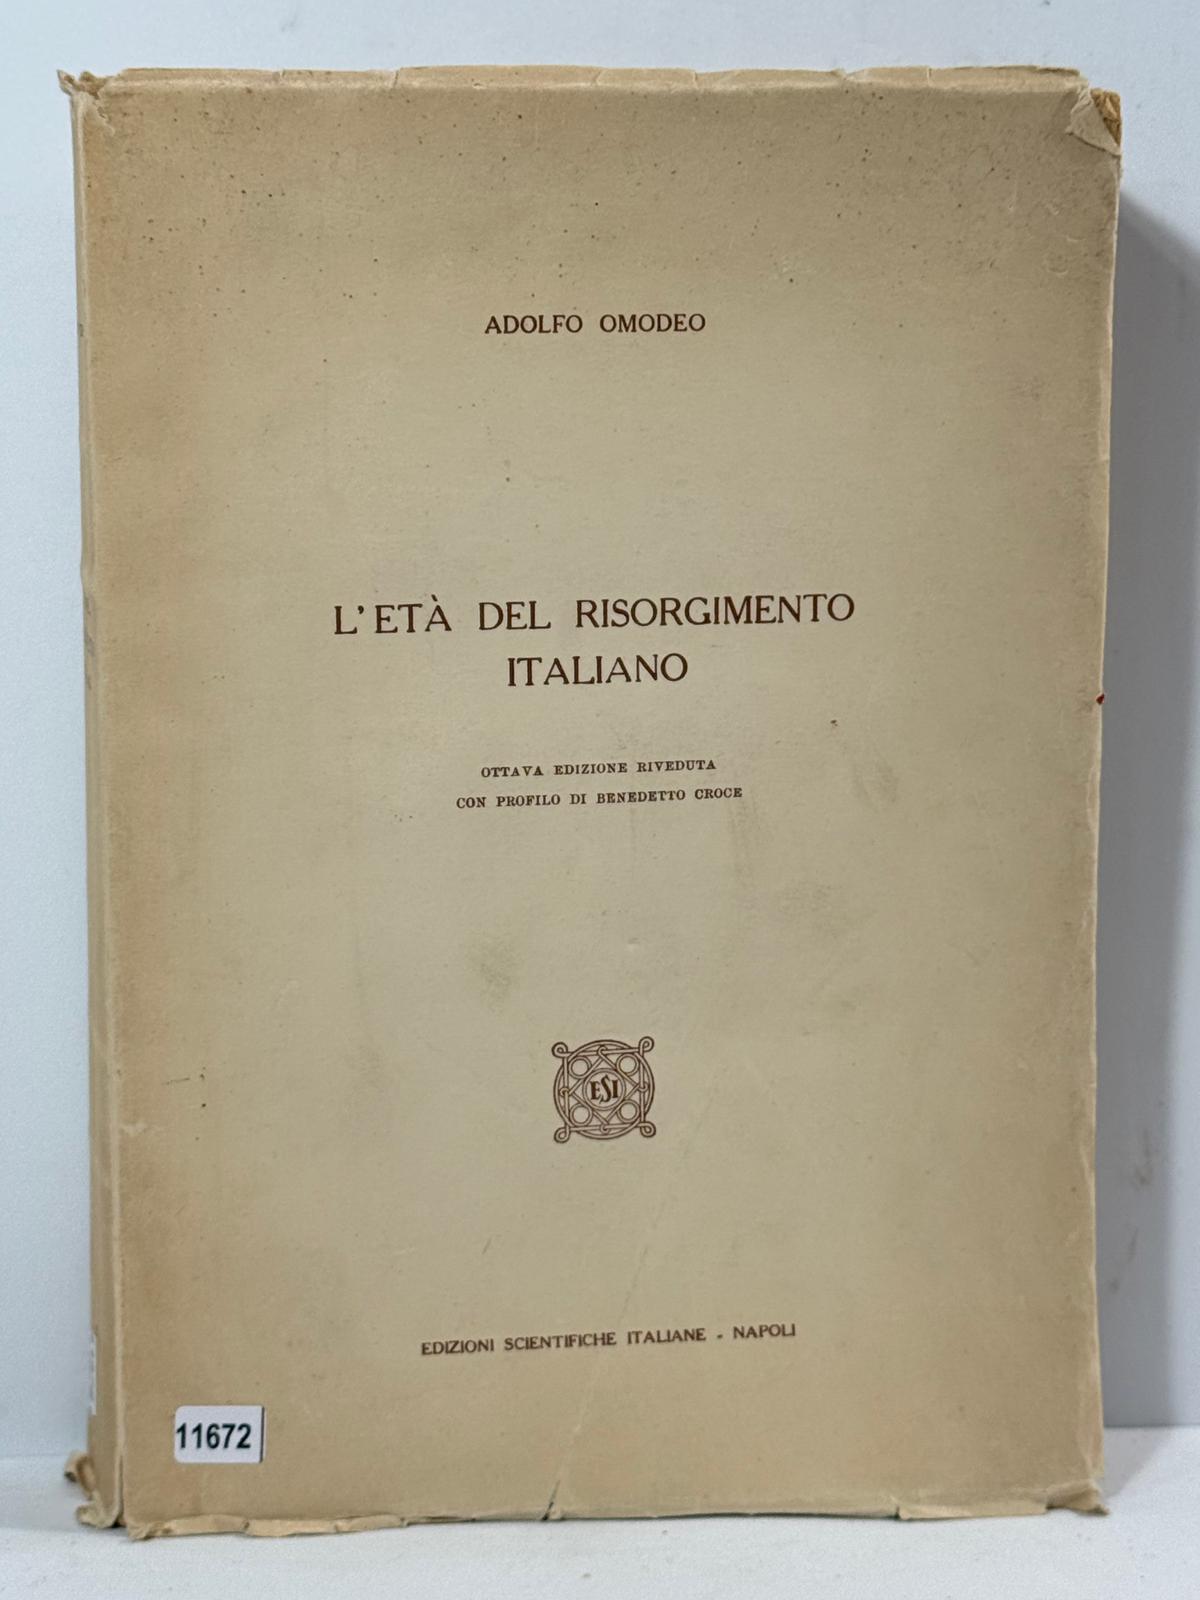 ADOLFO OMODEO
L'ETÀ DEL RISORGIMENTO
ITALIANO
OTTAVA EDIZIONE RIVEDUTA
CON PROFILO DI BENEDETTO CROCE
ESI
EDIZIONI SCIENTIFICHE ITALIANE - NAPOLI
11672